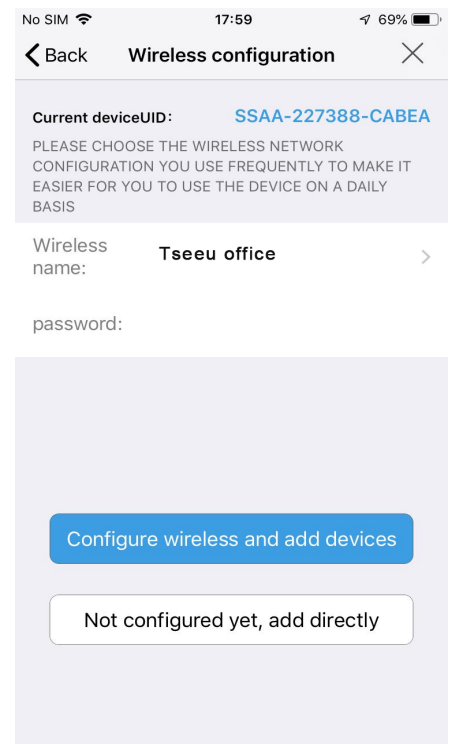 No SIM 17:59 69%
Back Wireless configuration
Current deviceUID: SSAA-227388-CABEA
PLEASE CHOOSE THE WIRELESS NETWORK
CONFIGURATION YOU USE FREQUENTLY TO MAKE IT
EASIER FOR YOU TO USE THE DEVICE ON A DAILY
BASIS
Wireless
name: Tseeu office
password:
Configure wireless and add devices
Not configured yet, add directly